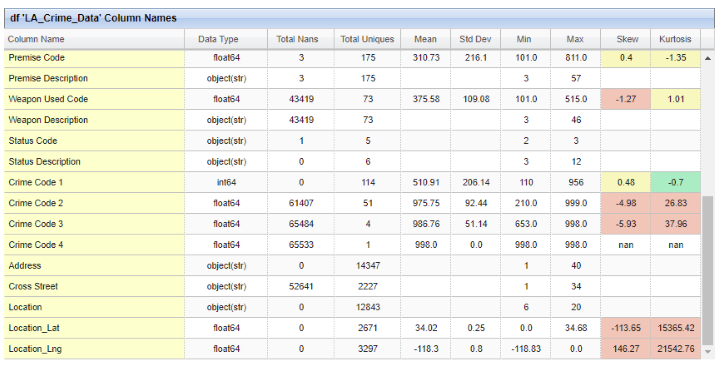 df 'LA_Crime_Data' Column Names
Column Name Data Type Total Nans Total Uniques Mean Std Dev Min Max Skew Kurtosis
Premise Code float64 3 175 310.73 216.1 101.0 811.0 0.4 -1.35
Premise Description object(str) 3 175 3 57
Weapon Used Code float64 43419 73 375.58 109.08 101.0 515.0 -1.27 1.01
Weapon Description object(str) 43419 73 3 46
Status Code object(str) 1 5 2 3
Status Description object(str) 0 6 3 12
Crime Code 1 int64 0 114 510.91 206.14 110 956 0.48 -0.7
Crime Code 2 float64 61407 51 975.75 92.44 210.0 999.0 -4.98 26.83
Crime Code 3 float64 65484 4 986.76 51.14 653.0 998.0 -5.93 37.96
Crime Code 4 float64 65533 1 998.0 0.0 998.0 998.0 nan nan
Address object(str) 0 14347 1 40
Cross Street object(str) 52641 2227 1 34
Location object(str) 0 12843 6 20
Location_Lat float64 0 2671 34.02 0.25 0.0 34.68 -113.65 15365.42
Location_Lng float64 0 3297 -118.3 0.8 -118.83 0.0 146.27 21542.76